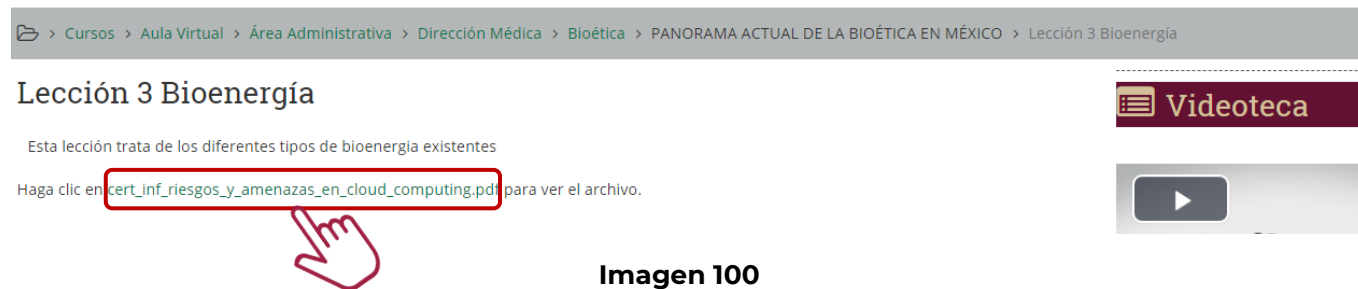 > Cursos > Aula Virtual > Área Administrativa > Dirección Médica > Bioética > PANORAMA ACTUAL DE LA BIOÉTICA EN MÉXICO > Lección 3 Bioenergía
Lección 3 Bioenergía
Videoteca
Esta lección trata de los diferentes tipos de bioenergia existentes
Haga clic en cert_inf_riesgos_y_amenazas_en_cloud_computing.pdf para ver el archivo.
Imagen 100